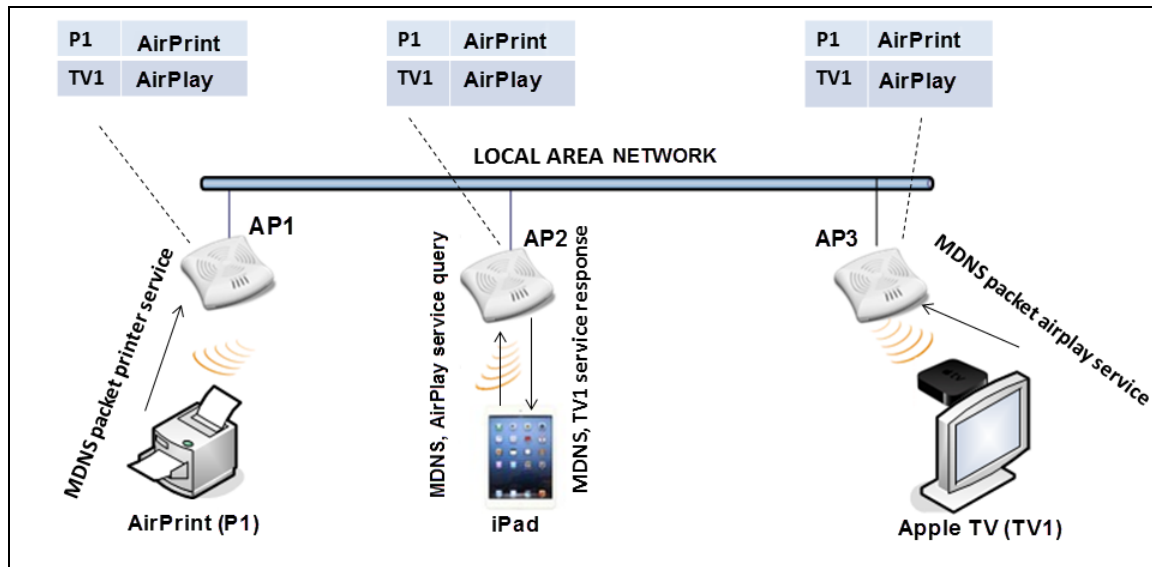 P1 AirPrint
TV1 AirPlay
P1 AirPrint
TV1 AirPlay
P1 AirPrint
TV1 AirPlay
LOCAL AREA NETWORK
AP1
AP2
AP3
MDNS packet printer service
MDNS, AirPlay service query
MDNS, TV1 service response
MDNS packet airplay service
tv
AirPrint (P1)
iPad
Apple TV (TV1)